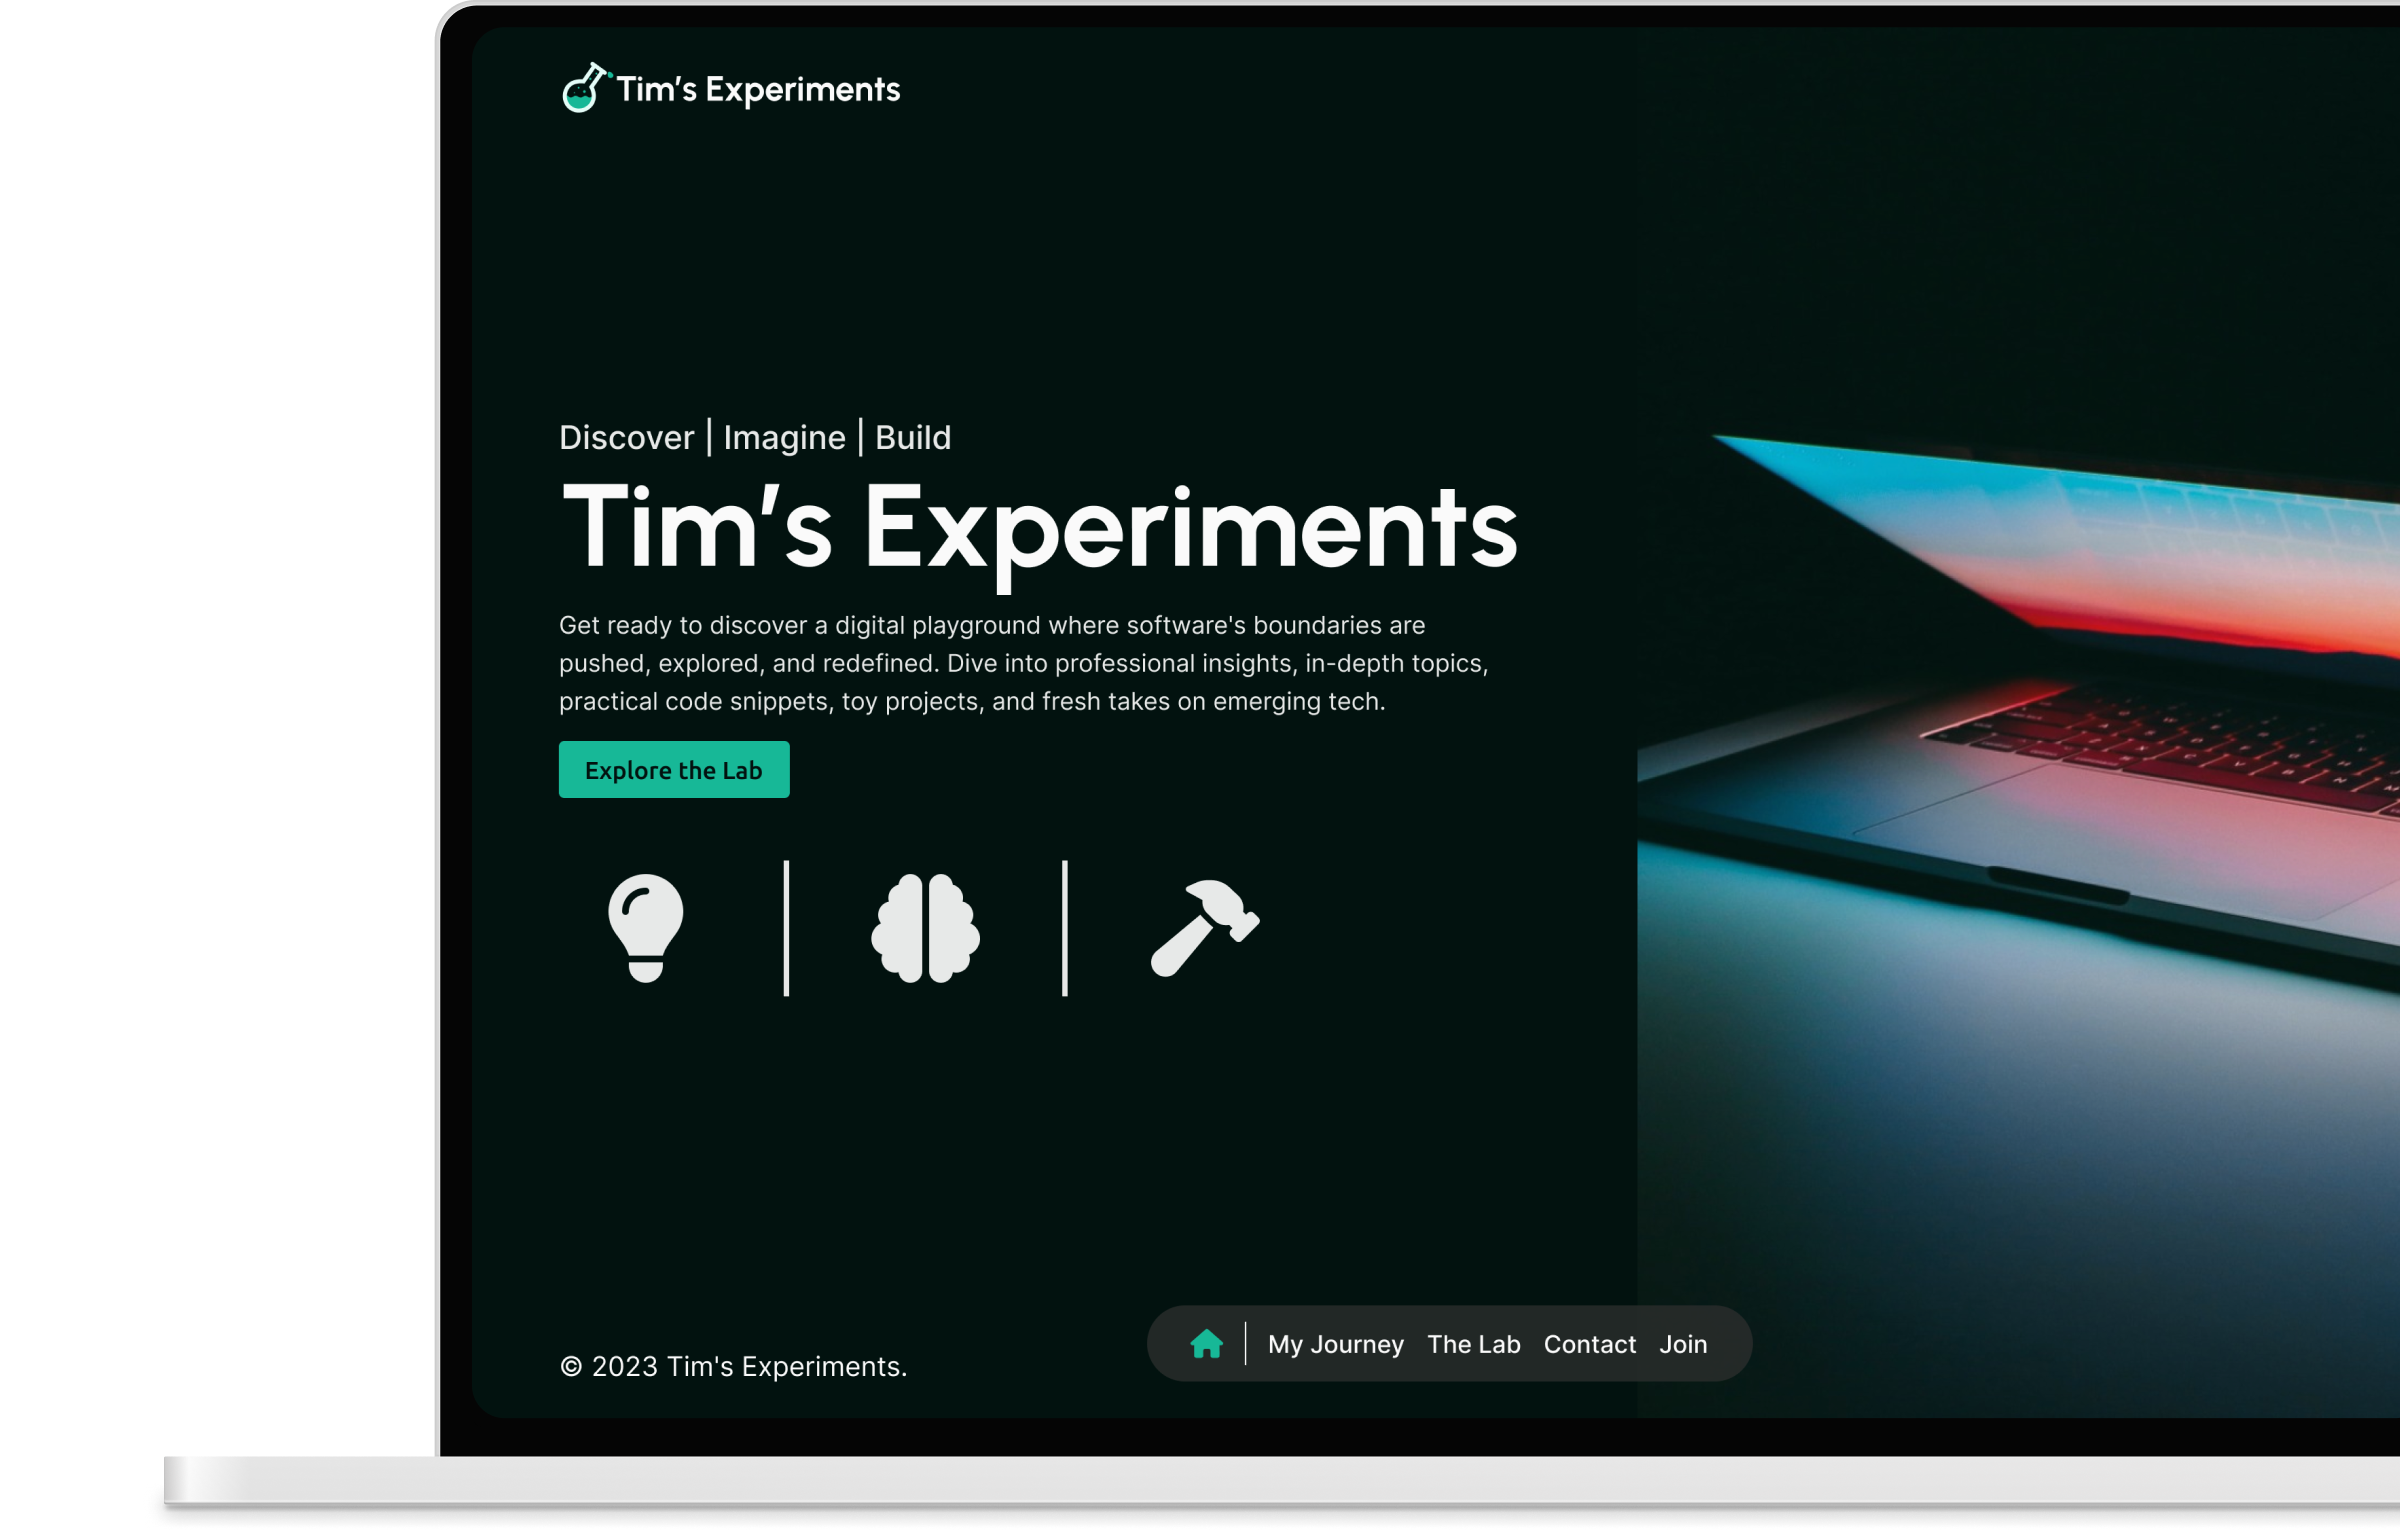 Tim's Experiments
Discover | Imagine | Build
Tim's Experiments
Get ready to discover a digital playground where software's boundaries are
pushed, explored, and redefined. Dive into professional insights, in-depth topics,
practical code snippets, toy projects, and fresh takes on emerging tech.
Explore the Lab
My Journey The Lab Contact Join
© 2023 Tim's Experiments.